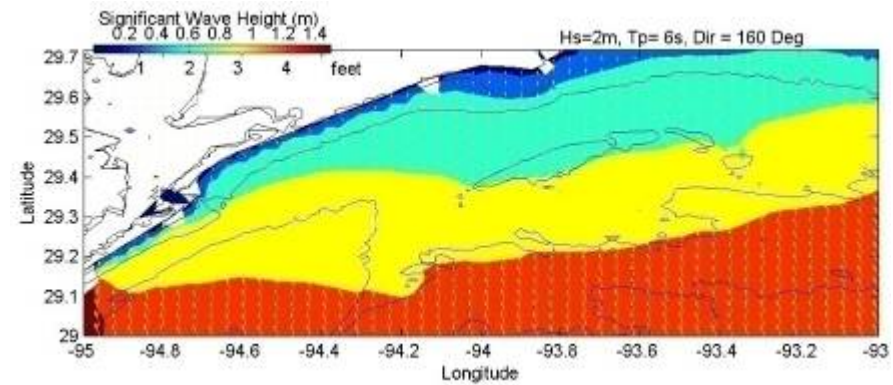 Significant Wave Height (m)
0.2 0.4 0.6 0.8 1 1.2 1.4
Hs=2m, Tp= 6s, Dir = 160 Deg
1 2 3 4 feet
29.7
29.6
29.5
29.4
29.3
29.2
29.1
29
Latitude
-95 -94.8 -94.6 -94.4 -94.2 -94 -93.8 -93.6 -93.4 -93.2 -93
Longitude